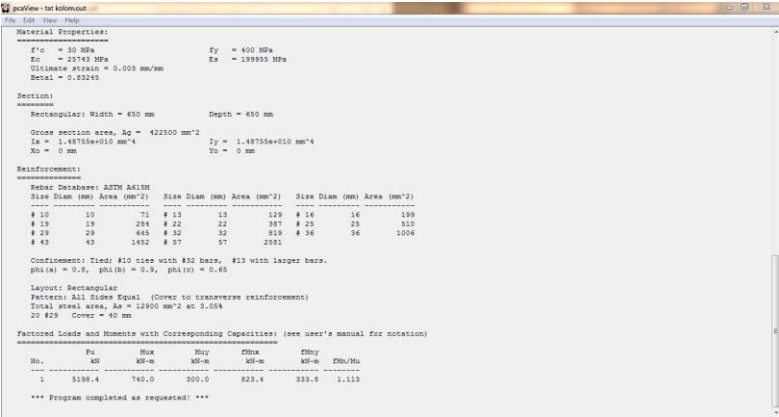 pcaView - tst kolom.out
File Edit View Help
Material Properties:
====================
f'c = 30 MPa fy = 400 MPa
Ec = 25743 MPa Es = 199955 MPa
Ultimate strain = 0.003 mm/mm
Beta1 = 0.83245
Section:
========
Rectangular: Width = 650 mm Depth = 650 mm
Gross section area, Ag = 422500 mm^2
Ix = 1.48755e+010 mm^4 Iy = 1.48755e+010 mm^4
Xo = 0 mm Yo = 0 mm
Reinforcement:
==============
Rebar Database: ASTM A615M
Size Diam (mm) Area (mm^2) Size Diam (mm) Area (mm^2) Size Diam (mm) Area (mm^2)
---- --------- ----------- ---- --------- ----------- ---- --------- -----------
# 10 10 71 # 13 13 129 # 16 16 199
# 19 19 284 # 22 22 387 # 25 25 510
# 29 29 645 # 32 32 819 # 36 36 1006
# 43 43 1452 # 57 57 2581
Confinement: Tied; #10 ties with #32 bars, #13 with larger bars.
phi(a) = 0.8, phi(b) = 0.9, phi(c) = 0.65
Layout: Rectangular
Pattern: All Sides Equal (Cover to transverse reinforcement)
Total steel area, As = 12900 mm^2 at 3.05%
20 #29 Cover = 40 mm
Factored Loads and Moments with Corresponding Capacities: (see user's manual for notation)
=========================================================
Pu Mux Muy fMnx fMny
No. kN kN-m kN-m kN-m kN-m fMn/Mu
--- ----------- ----------- ----------- ----------- ----------- --------
1 5198.4 740.0 300.0 823.4 333.8 1.113
*** Program completed as requested! ***